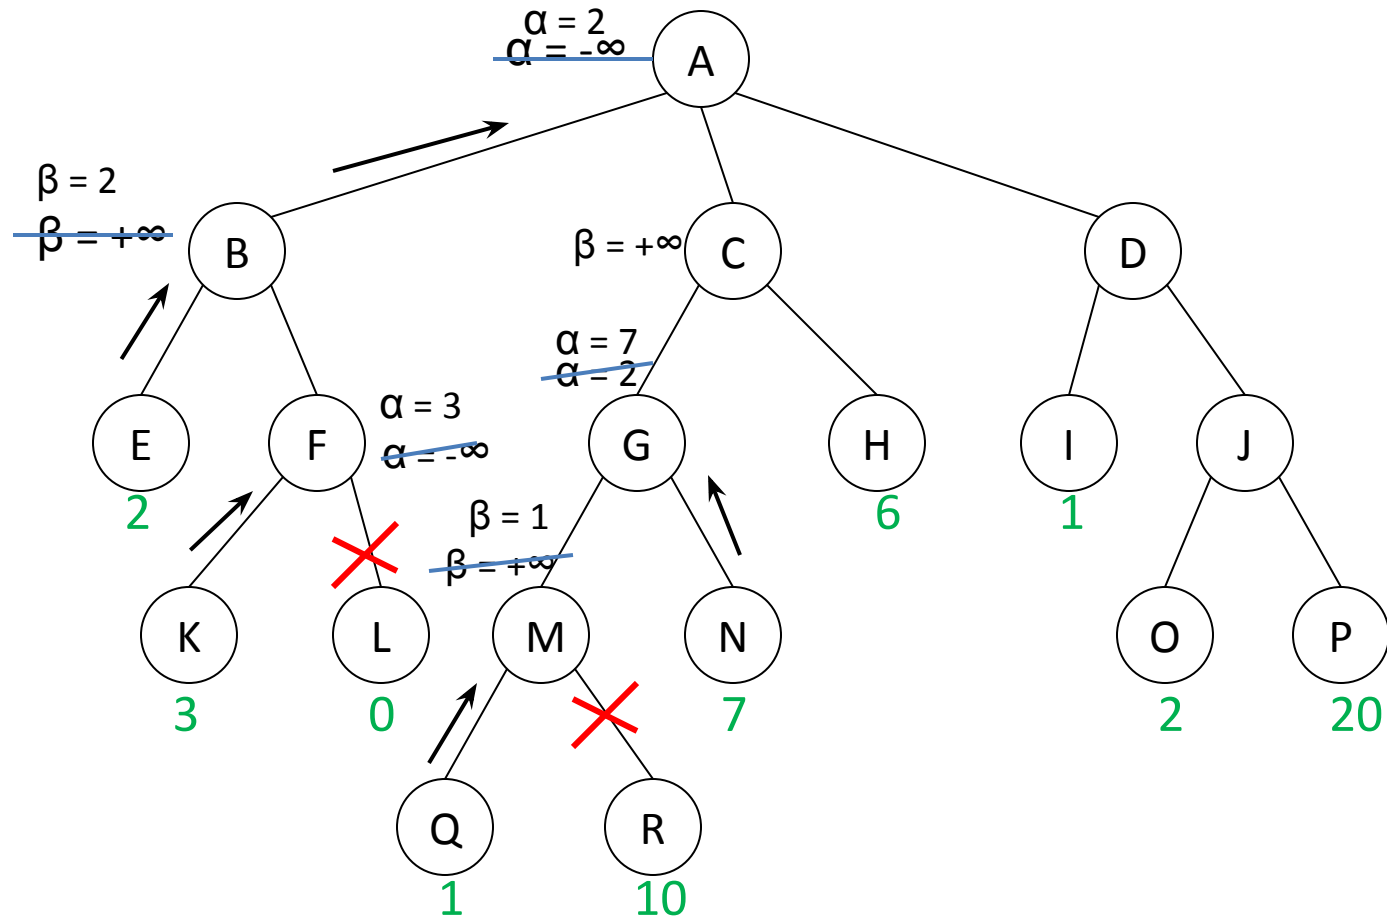 α = 2
α = -∞
A
β = 2
β = +∞
B
β = +∞
C
D
α = 7
α = 2
E
F
α = 3
α = -∞
G
H
I
J
2
6
1
β = 1
β = +∞
K
L
M
N
O
P
3
0
7
2
20
Q
R
1
10